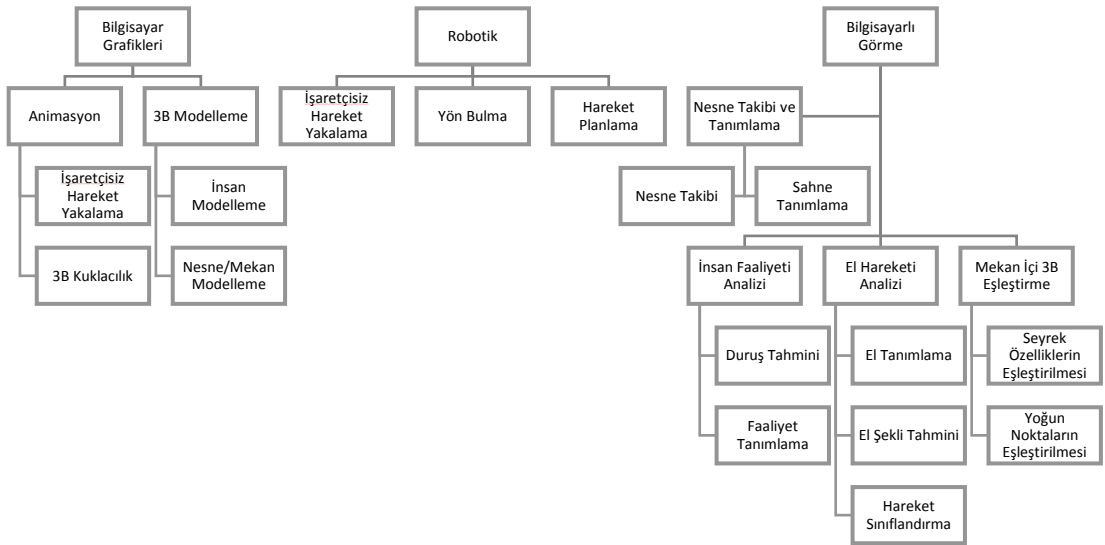 Bilgisayar
Grafikleri
Animasyon
İşaretçisiz
Hareket
Yakalama
3B Kuklacılık
3B Modelleme
İnsan
Modelleme
Nesne/Mekan
Modelleme
Robotik
İşaretçisiz
Hareket
Yakalama
Yön Bulma
Hareket
Planlama
Bilgisayarlı
Görme
Nesne Takibi ve
Tanımlama
Nesne Takibi
Sahne
Tanımlama
İnsan Faaliyeti
Analizi
Duruş Tahmini
Faaliyet
Tanımlama
El Hareketi
Analizi
El Tanımlama
El Şekli Tahmini
Hareket
Sınıflandırma
Mekan İçi 3B
Eşleştirme
Seyrek
Özelliklerin
Eşleştirilmesi
Yoğun
Noktaların
Eşleştirilmesi